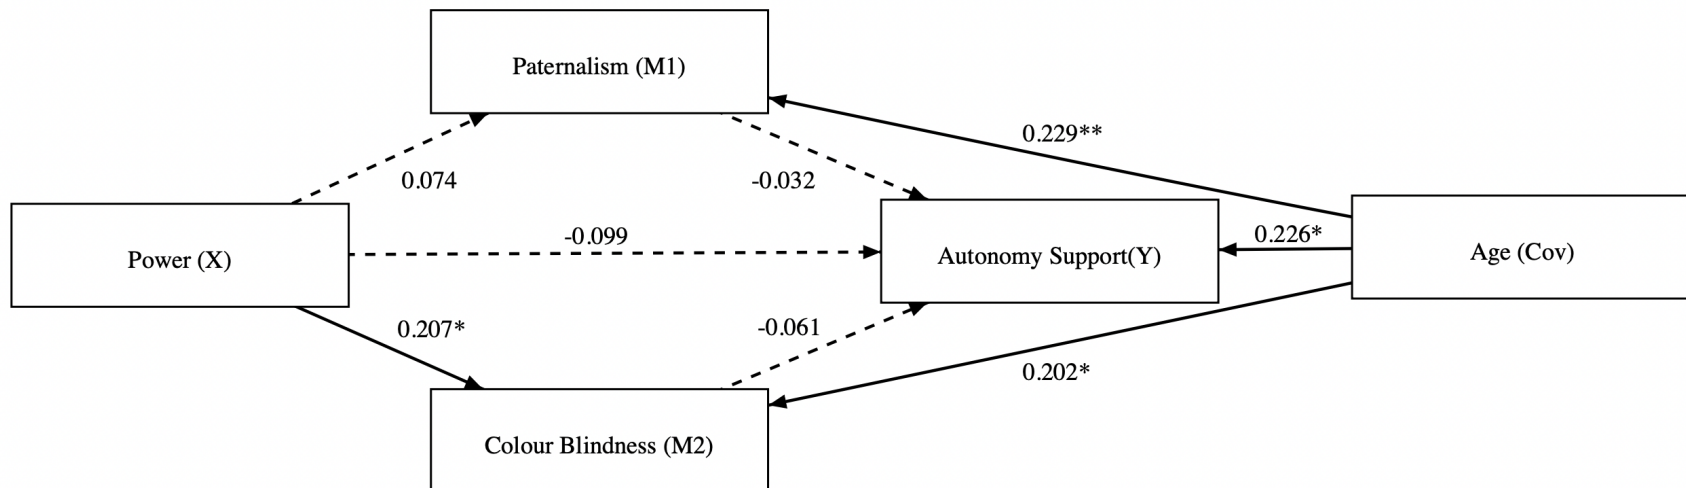 Paternalism (M1)
0.229**
0.074
-0.032
-0.099
0.226*
Power (X)
Autonomy Support(Y)
Age (Cov)
0.207*
-0.061
0.202*
Colour Blindness (M2)